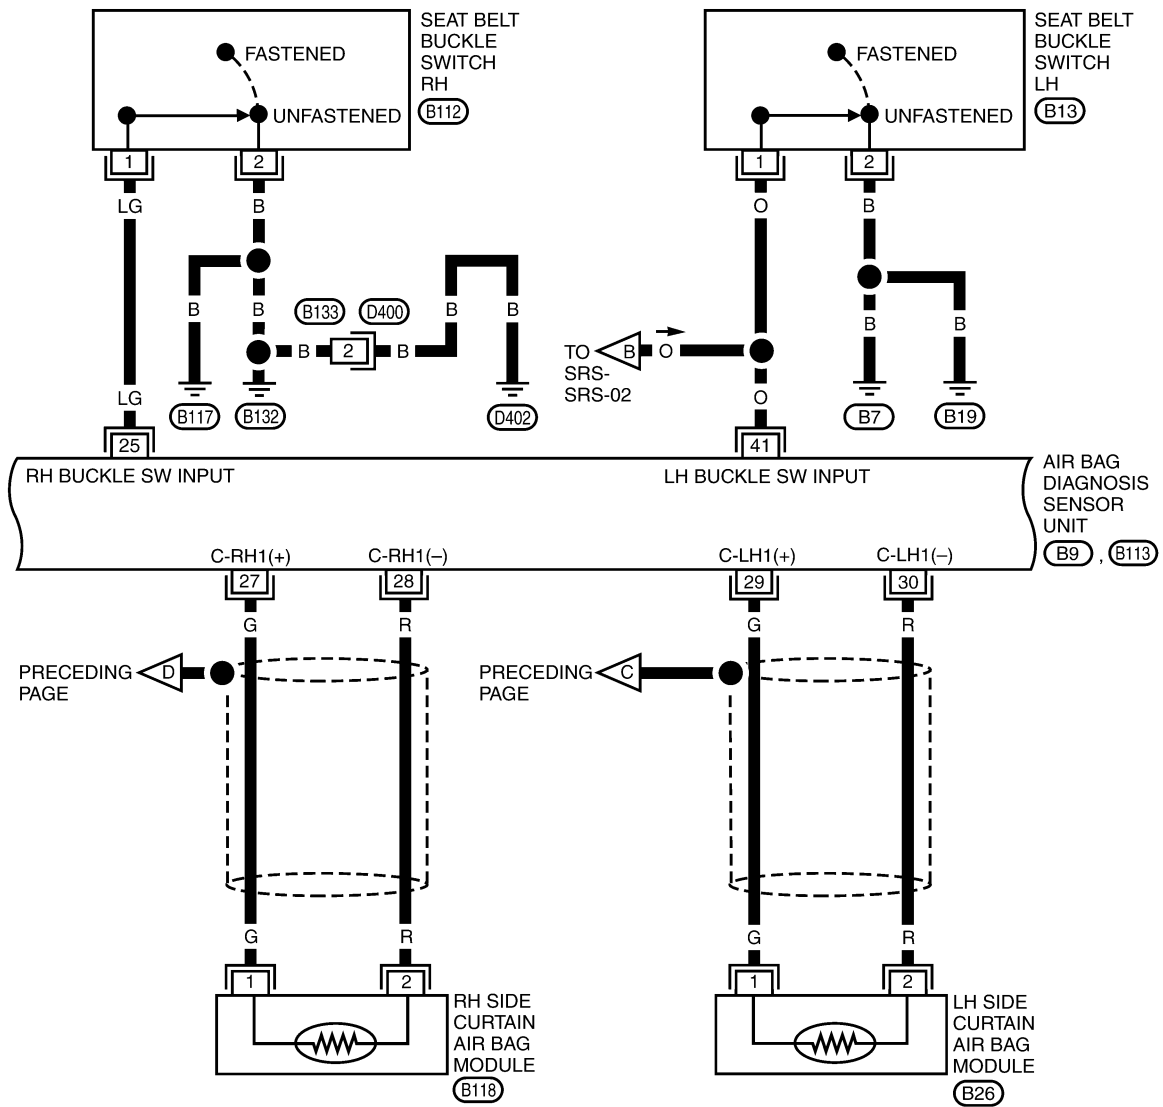 SEAT BELT
BUCKLE
SWITCH
RH
B112
FASTENED
UNFASTENED
1
2
SEAT BELT
BUCKLE
SWITCH
LH
B13
FASTENED
UNFASTENED
1
2
LG
B
O
B
B
B
B133
D400
B
2
B
B
B
TO
SRS-
SRS-02
B
O
B
B
LG
B117
B132
D402
O
B7
B19
25
41
RH BUCKLE SW INPUT
LH BUCKLE SW INPUT
AIR BAG
DIAGNOSIS
SENSOR
UNIT
B9 , B113
C-RH1(+)
C-RH1(–)
C-LH1(+)
C-LH1(–)
27
28
29
30
G
R
G
R
PRECEDING
PAGE
D
PRECEDING
PAGE
C
G
R
G
R
1
2
1
2
RH SIDE
CURTAIN
AIR BAG
MODULE
B118
LH SIDE
CURTAIN
AIR BAG
MODULE
B26